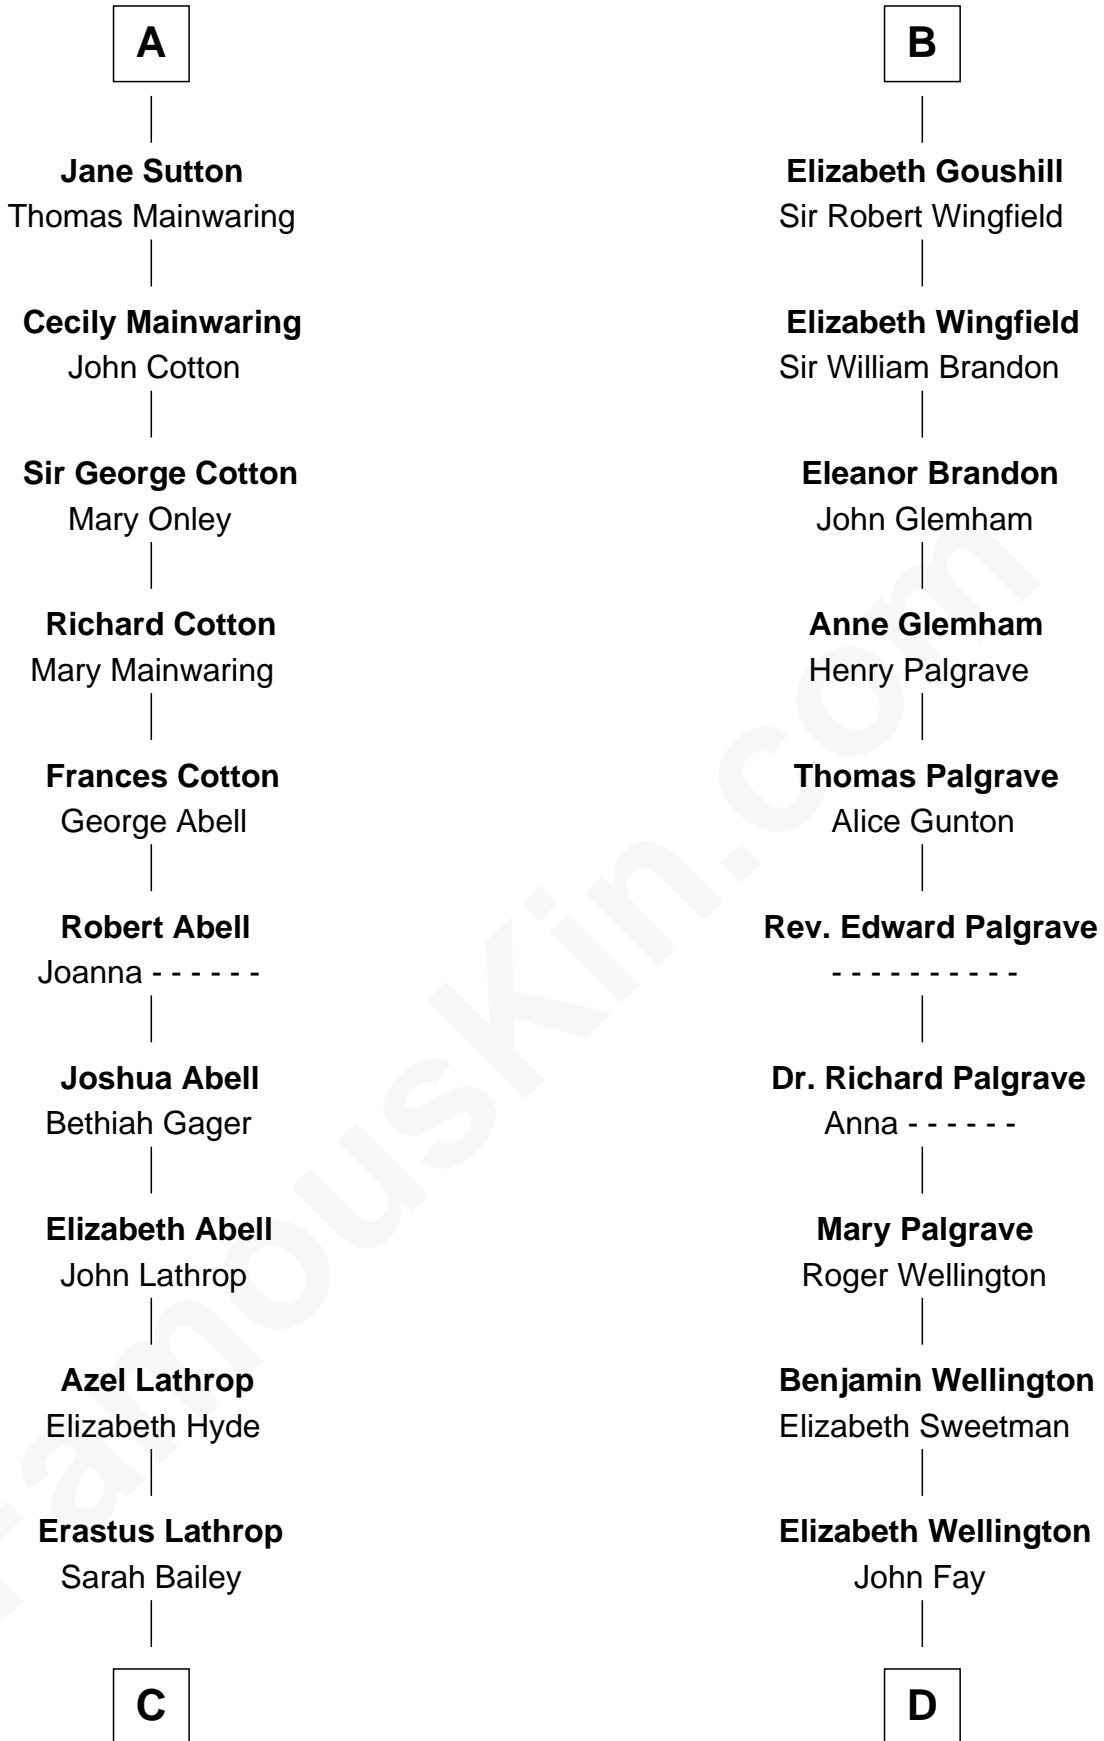 A
Jane Sutton
Thomas Mainwaring
Cecily Mainwaring
John Cotton
Sir George Cotton
Mary Onley
Richard Cotton
Mary Mainwaring
Frances Cotton
George Abell
Robert Abell
Joanna - - - - - -
Joshua Abell
Bethiah Gager
Elizabeth Abell
John Lathrop
Azel Lathrop
Elizabeth Hyde
Erastus Lathrop
Sarah Bailey
C
B
Elizabeth Goushill
Sir Robert Wingfield
Elizabeth Wingfield
Sir William Brandon
Eleanor Brandon
John Glemham
Anne Glemham
Henry Palgrave
Thomas Palgrave
Alice Gunton
Rev. Edward Palgrave
- - - - - - - - - -
Dr. Richard Palgrave
Anna - - - - - -
Mary Palgrave
Roger Wellington
Benjamin Wellington
Elizabeth Sweetman
Elizabeth Wellington
John Fay
D
FamousKin.com